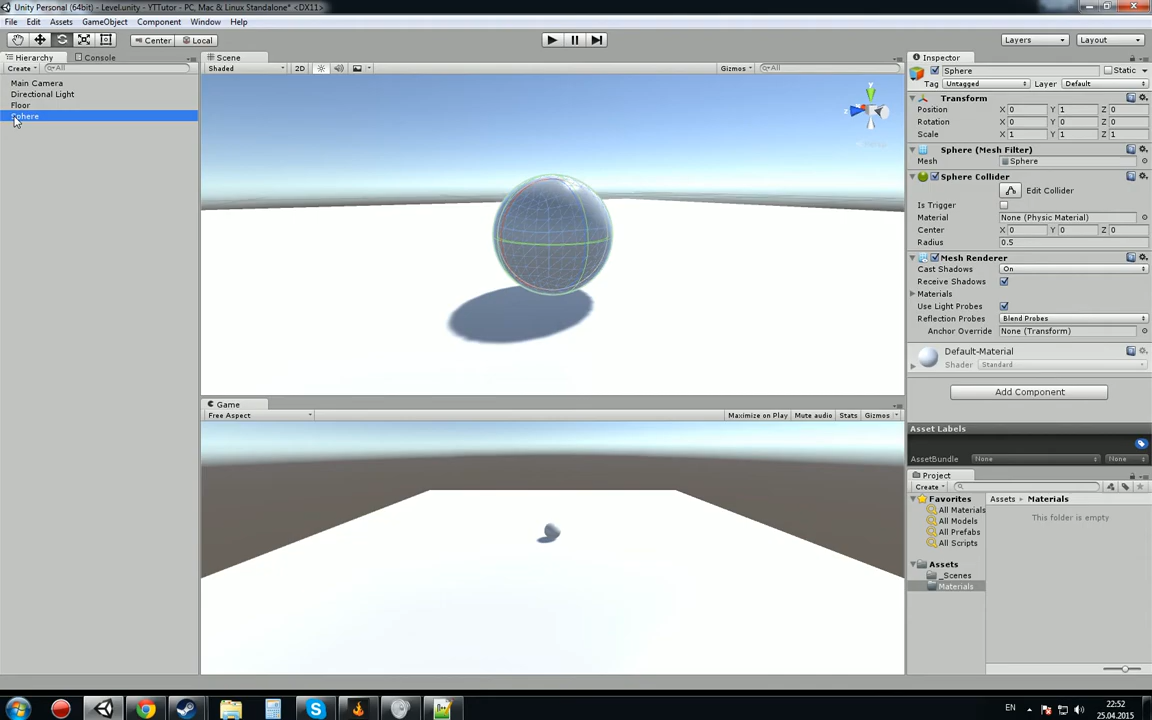 Unity Personal (64bit) - Level.unity - YTTutor - PC, Mac & Linux Standalone* <DX11>
File Edit Assets GameObject Component Window Help
Center Local Layers Layout
Hierarchy Console
Create All
Main Camera
Directional Light
Floor
Sphere
Scene
Shaded 2D Gizmos All
y
z
Game
Free Aspect Maximize on Play Mute audio Stats Gizmos
Inspector
Sphere Static
Tag Untagged Layer Default
Transform
Position X 0 Y 1 Z 0
Rotation X 0 Y 0 Z 0
Scale X 1 Y 1 Z 1
Sphere (Mesh Filter)
Mesh Sphere
Sphere Collider
Edit Collider
Is Trigger
Material None (Physic Material)
Center X 0 Y 0 Z 0
Radius 0.5
Mesh Renderer
Cast Shadows On
Receive Shadows
Materials
Use Light Probes
Reflection Probes Blend Probes
Anchor Override None (Transform)
Default-Material
Shader Standard
Add Component
Asset Labels
AssetBundle None None
Project
Create
Favorites
All Materials
All Models
All Prefabs
All Scripts
Assets
_Scenes
Materials
Assets Materials
This folder is empty
EN 22:52
25.04.2015